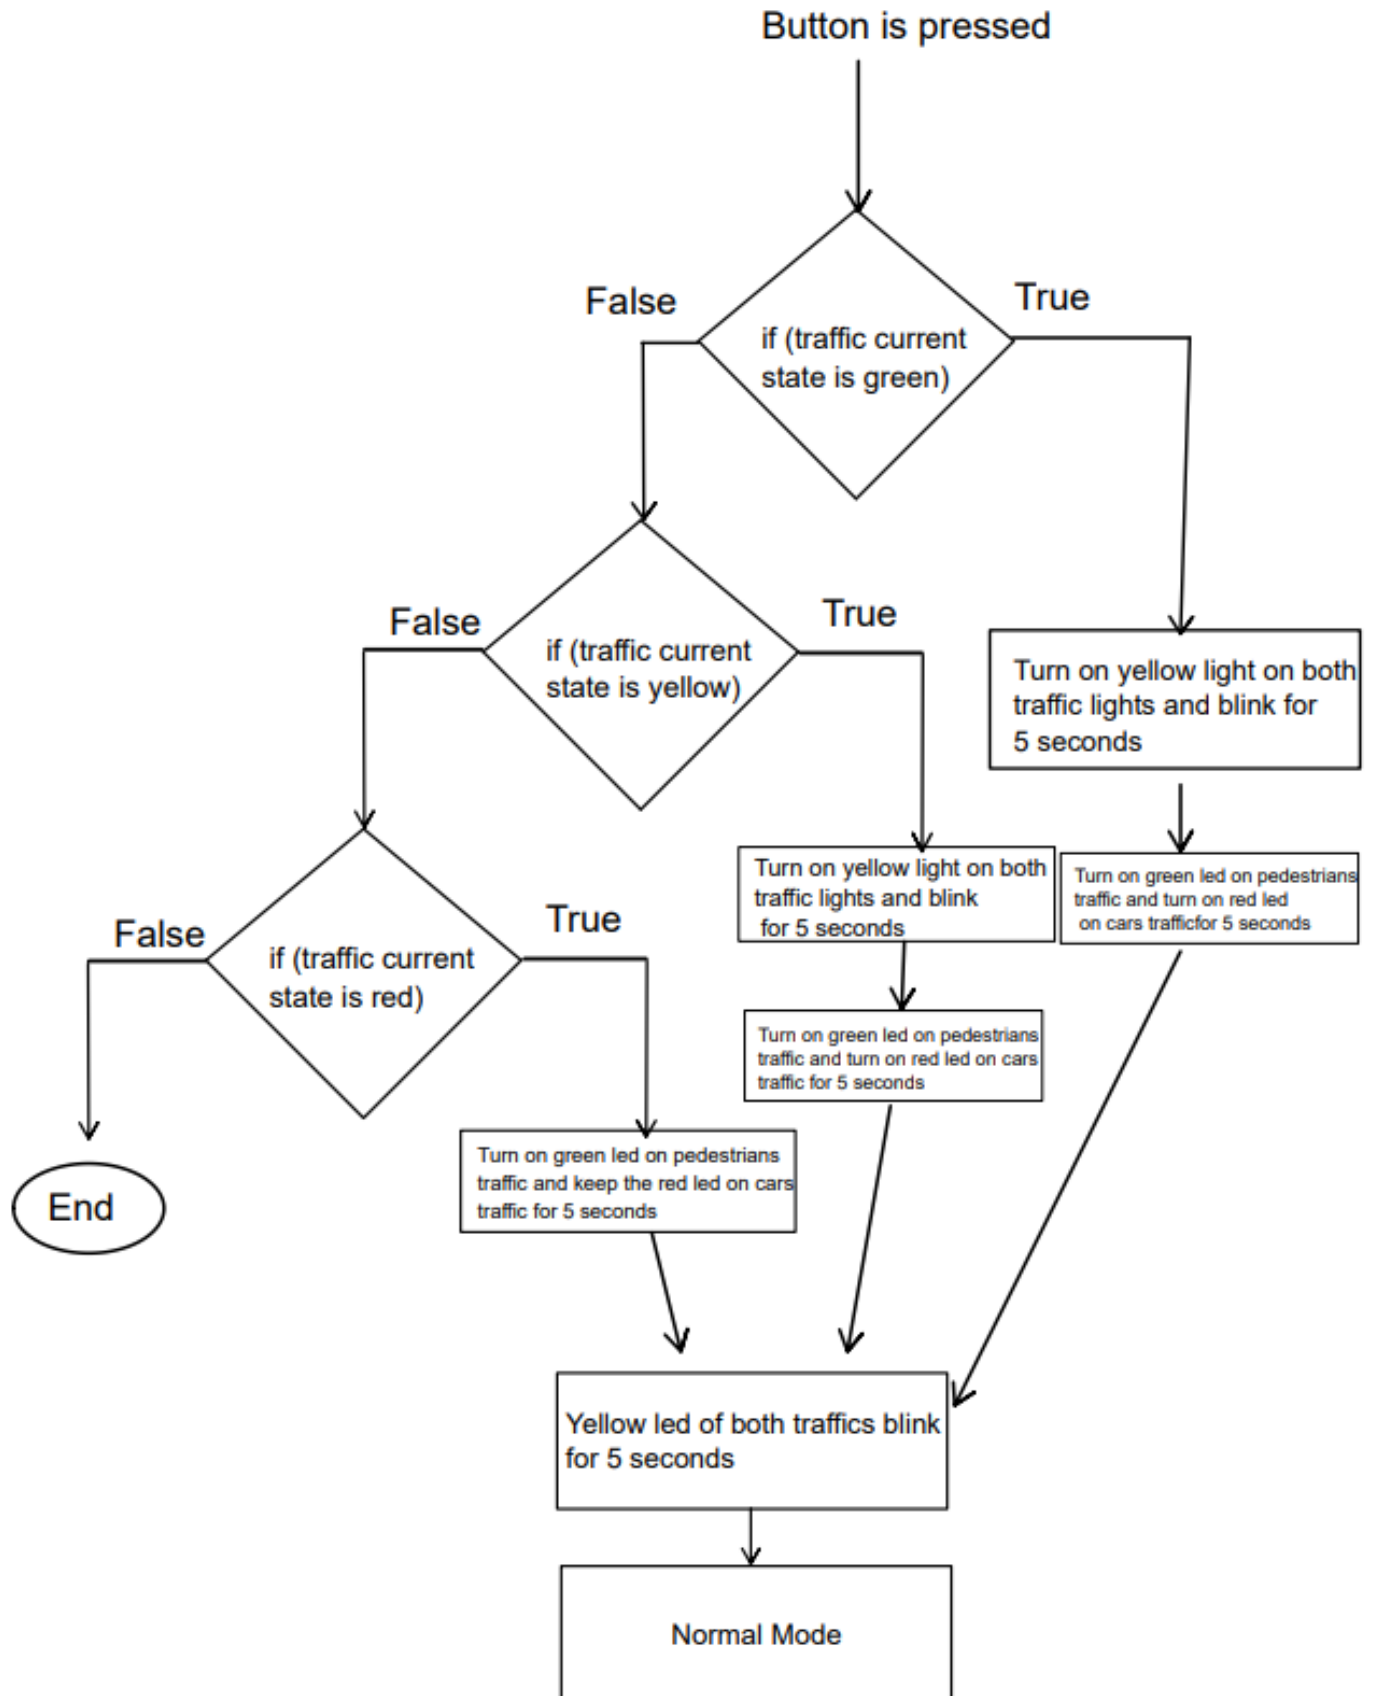 Button is pressed
False
True
if (traffic current
state is green)
False
True
if (traffic current
state is yellow)
Turn on yellow light on both
traffic lights and blink for
5 seconds
False
True
if (traffic current
state is red)
Turn on yellow light on both
traffic lights and blink
for 5 seconds
Turn on green led on pedestrians
traffic and turn on red led
on cars trafficfor 5 seconds
Turn on green led on pedestrians
traffic and turn on red led on cars
traffic for 5 seconds
End
Turn on green led on pedestrians
traffic and keep the red led on cars
traffic for 5 seconds
Yellow led of both traffics blink
for 5 seconds
Normal Mode